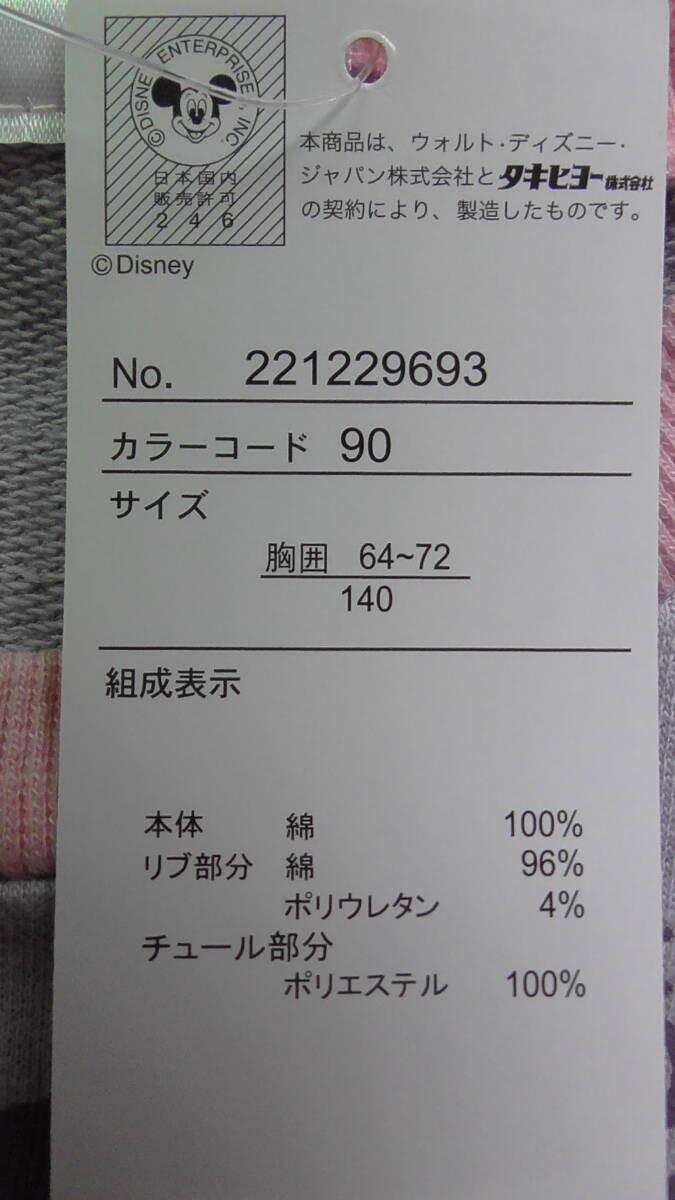 ©DISNEY ENTERPRISES, INC.
日本国内
販売許可
246
©Disney
本商品は、ウォルト・ディズニー・
ジャパン株式会社とタキヒヨー株式会社
の契約により、製造したものです。
No. 221229693
カラーコード 90
サイズ
胸囲 64~72
140
組成表示
本体 綿 100%
リブ部分 綿 96%
ポリウレタン 4%
チュール部分
ポリエステル 100%